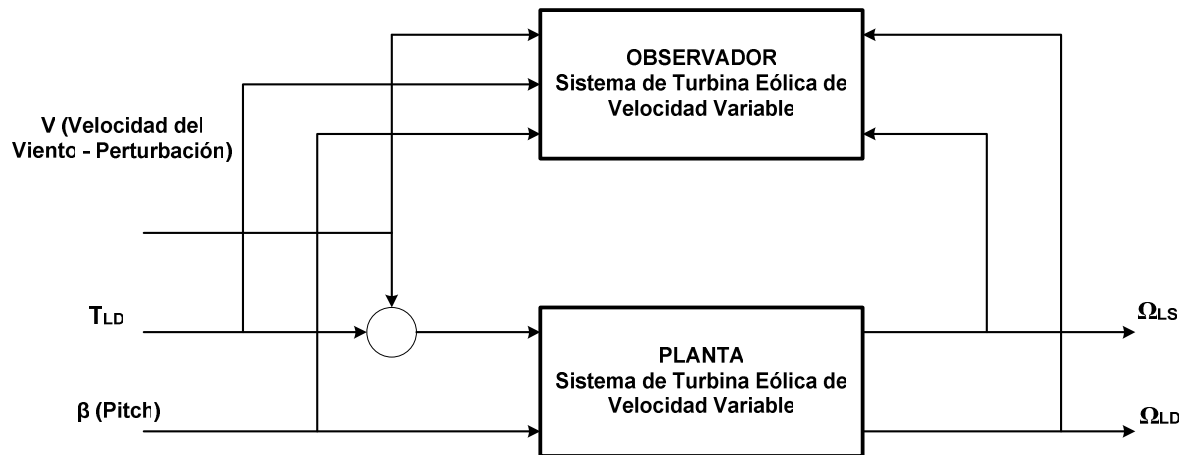 OBSERVADOR
Sistema de Turbina Eólica de
Velocidad Variable
V (Velocidad del
Viento - Perturbación)
TLD
β (Pitch)
PLANTA
Sistema de Turbina Eólica de
Velocidad Variable
ΩLS
ΩLD